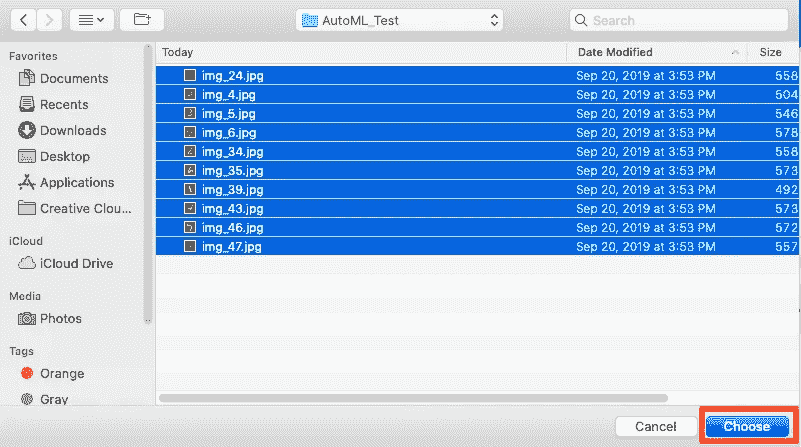 AutoML_Test
Search
Favorites
Documents
Recents
Downloads
Desktop
Applications
Creative Clou...
iCloud
iCloud Drive
Media
Photos
Tags
Orange
Gray
Today Date Modified Size
img_24.jpg Sep 20, 2019 at 3:53 PM 558
img_4.jpg Sep 20, 2019 at 3:53 PM 504
img_5.jpg Sep 20, 2019 at 3:53 PM 546
img_6.jpg Sep 20, 2019 at 3:53 PM 578
img_34.jpg Sep 20, 2019 at 3:53 PM 558
img_35.jpg Sep 20, 2019 at 3:53 PM 573
img_39.jpg Sep 20, 2019 at 3:53 PM 492
img_43.jpg Sep 20, 2019 at 3:53 PM 573
img_46.jpg Sep 20, 2019 at 3:53 PM 572
img_47.jpg Sep 20, 2019 at 3:53 PM 557
Cancel Choose